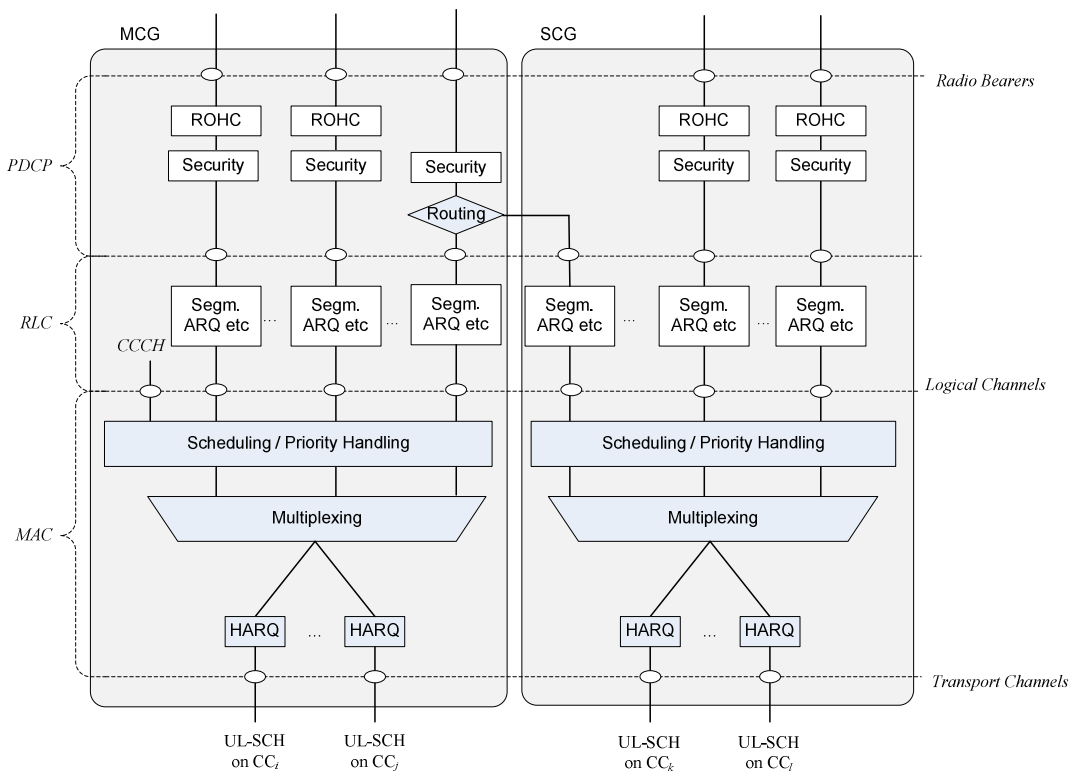 MCG
SCG
Radio Bearers
ROHC
ROHC
ROHC
ROHC
PDCP
Security
Security
Security
Security
Security
Routing
RLC
Segm.
ARQ etc
...
Segm.
ARQ etc
...
Segm.
ARQ etc
Segm.
ARQ etc
...
Segm.
ARQ etc
...
Segm.
ARQ etc
CCCH
Logical Channels
Scheduling / Priority Handling
Scheduling / Priority Handling
MAC
Multiplexing
Multiplexing
HARQ
...
HARQ
HARQ
...
HARQ
Transport Channels
UL-SCH
on CCi
UL-SCH
on CCj
UL-SCH
on CCk
UL-SCH
on CCl